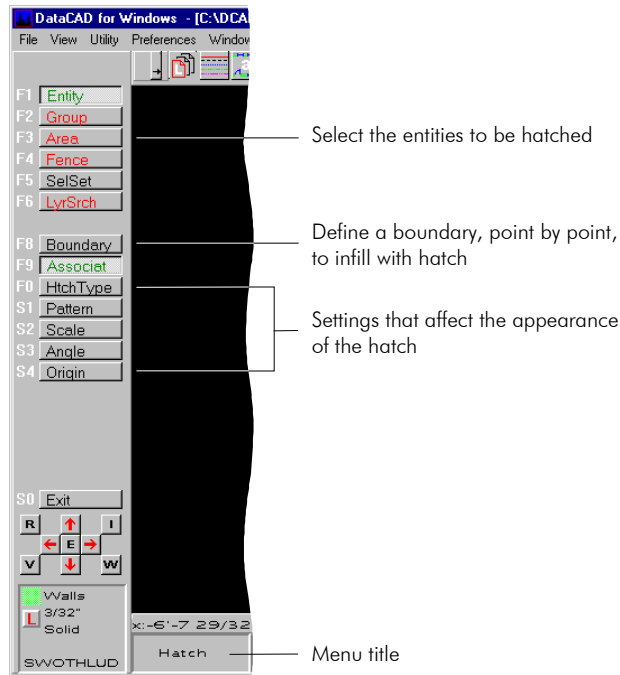 DataCAD for Windows - [C:\DCA
File View Utility Preferences Window
F1 Entity
F2 Group
F3 Area
Select the entities to be hatched
F4 Fence
F5 SelSet
F6 LyrSrch
F8 Boundary
Define a boundary, point by point,
to infill with hatch
F9 Associat
F0 HtchType
S1 Pattern
Settings that affect the appearance
of the hatch
S2 Scale
S3 Angle
S4 Origin
S0 Exit
R I
E
V W
Walls
L 3/32"
Solid
x:-6'-7 29/32
SWOTHLUD
Hatch
Menu title